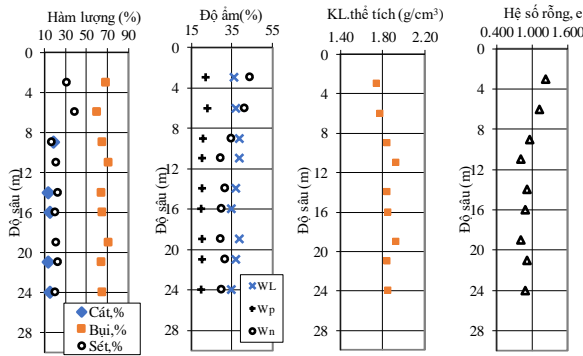 Hàm lượng,(%)
10 30 50 70 90
0
4
8
12
16
20
24
28
Độ sâu (m)
Cát,%
Bụi,%
Sét,%
Độ ẩm,(%)
15 35 55
0
4
8
12
16
20
24
28
Độ sâu (m)
WL
Wp
Wn
KL.thể tích (g/cm³)
1.40 1.80 2.20
0
4
8
12
16
20
24
28
Độ sâu (m)
Hệ số rỗng, e
0.400 1.000 1.600
0
4
8
12
16
20
24
28
Độ sâu (m)